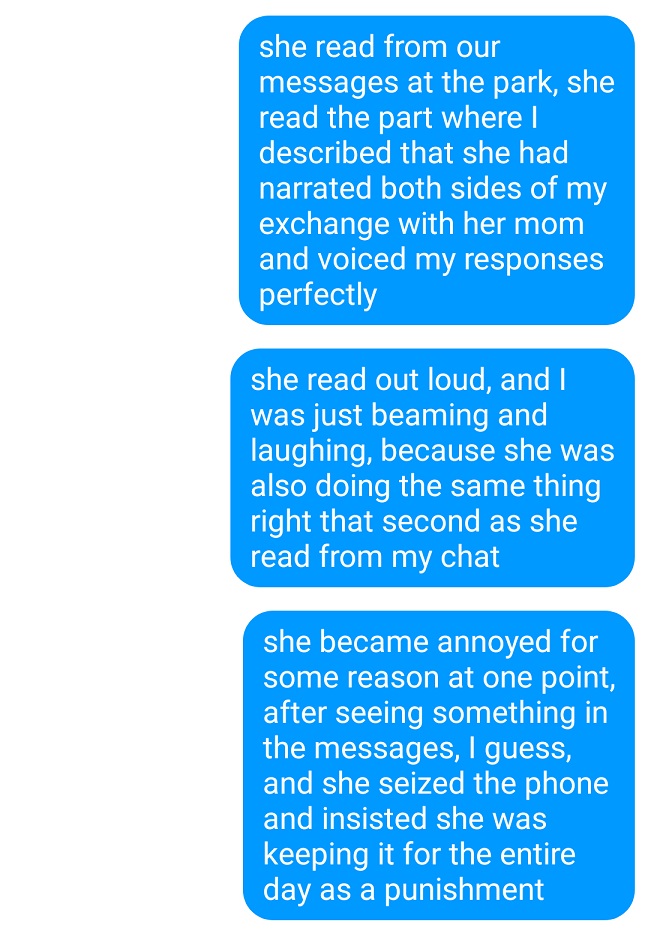 she read from our
messages at the park, she
read the part where I
described that she had
narrated both sides of my
exchange with her mom
and voiced my responses
perfectly
she read out loud, and I
was just beaming and
laughing, because she was
also doing the same thing
right that second as she
read from my chat
she became annoyed for
some reason at one point,
after seeing something in
the messages, I guess,
and she seized the phone
and insisted she was
keeping it for the entire
day as a punishment